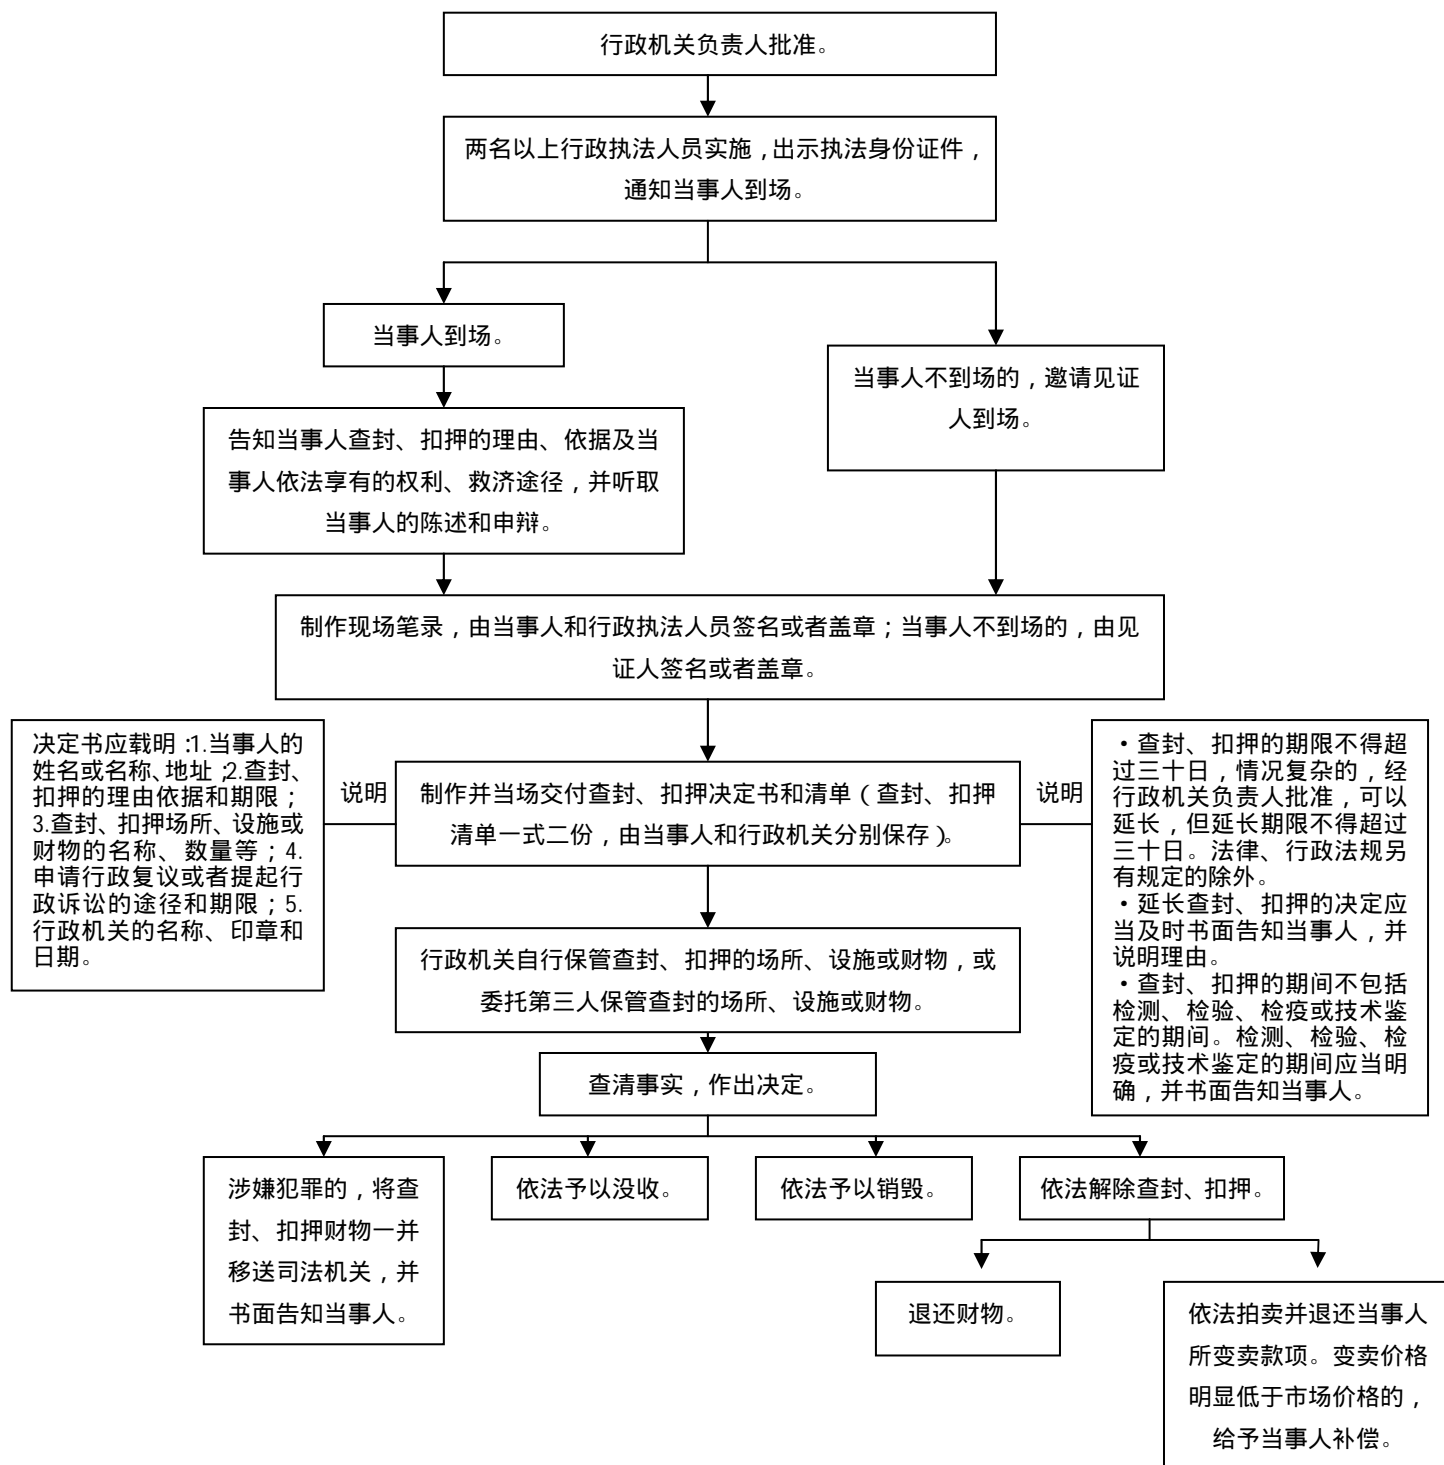 行政机关负责人批准。
两名以上行政执法人员实施，出示执法身份证件，
通知当事人到场。
当事人到场。
当事人不到场的，邀请见证
人到场。
告知当事人查封、扣押的理由、依据及当
事人依法享有的权利、救济途径，并听取
当事人的陈述和申辩。
制作现场笔录，由当事人和行政执法人员签名或者盖章；当事人不到场的，由见
证人签名或者盖章。
决定书应载明：1.当事人的
姓名或名称、地址；2.查封、
扣押的理由依据和期限；
3.查封、扣押场所、设施或
财物的名称、数量等；4.
申请行政复议或者提起行
政诉讼的途径和期限；5.
行政机关的名称、印章和
日期。
说明
制作并当场交付查封、扣押决定书和清单（查封、扣押
清单一式二份，由当事人和行政机关分别保存）。
说明
·查封、扣押的期限不得超
过三十日，情况复杂的，经
行政机关负责人批准，可以
延长，但延长期限不得超过
三十日。法律、行政法规另
有规定的除外。
·延长查封、扣押的决定应
当及时书面告知当事人，并
说明理由。
·查封、扣押的期间不包括
检测、检验、检疫或技术鉴
定的期间。检测、检验、检
疫或技术鉴定的期间应当明
确，并书面告知当事人。
行政机关自行保管查封、扣押的场所、设施或财物，或
委托第三人保管查封的场所、设施或财物。
查清事实，作出决定。
涉嫌犯罪的，将查
封、扣押财物一并
移送司法机关，并
书面告知当事人。
依法予以没收。
依法予以销毁。
依法解除查封、扣押。
退还财物。
依法拍卖并退还当事人
所变卖款项。变卖价格
明显低于市场价格的，
给予当事人补偿。